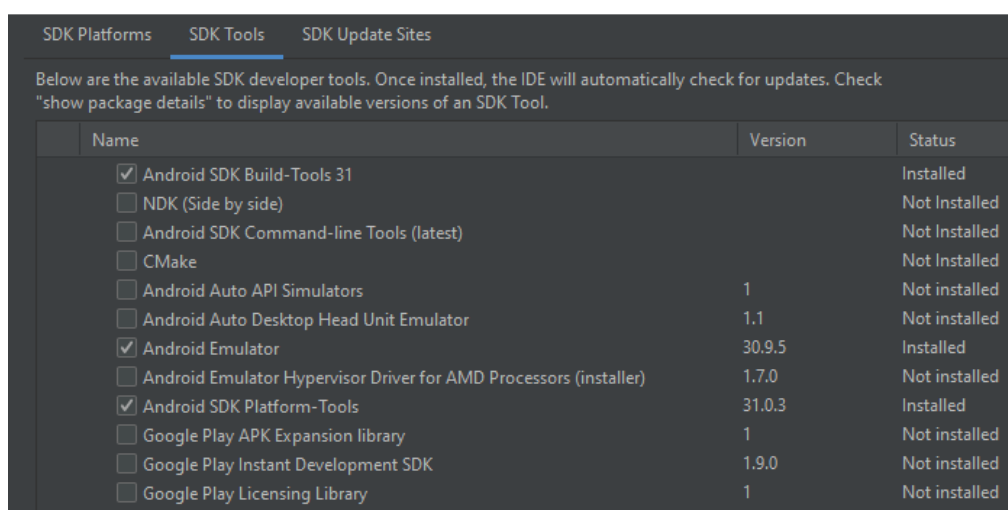 SDK Platforms SDK Tools SDK Update Sites
Below are the available SDK developer tools. Once installed, the IDE will automatically check for updates. Check
"show package details" to display available versions of an SDK Tool.
Name Version Status
Android SDK Build-Tools 31 Installed
NDK (Side by side) Not Installed
Android SDK Command-line Tools (latest) Not Installed
CMake Not Installed
Android Auto API Simulators 1 Not installed
Android Auto Desktop Head Unit Emulator 1.1 Not installed
Android Emulator 30.9.5 Installed
Android Emulator Hypervisor Driver for AMD Processors (installer) 1.7.0 Not installed
Android SDK Platform-Tools 31.0.3 Installed
Google Play APK Expansion library 1 Not installed
Google Play Instant Development SDK 1.9.0 Not installed
Google Play Licensing Library 1 Not installed